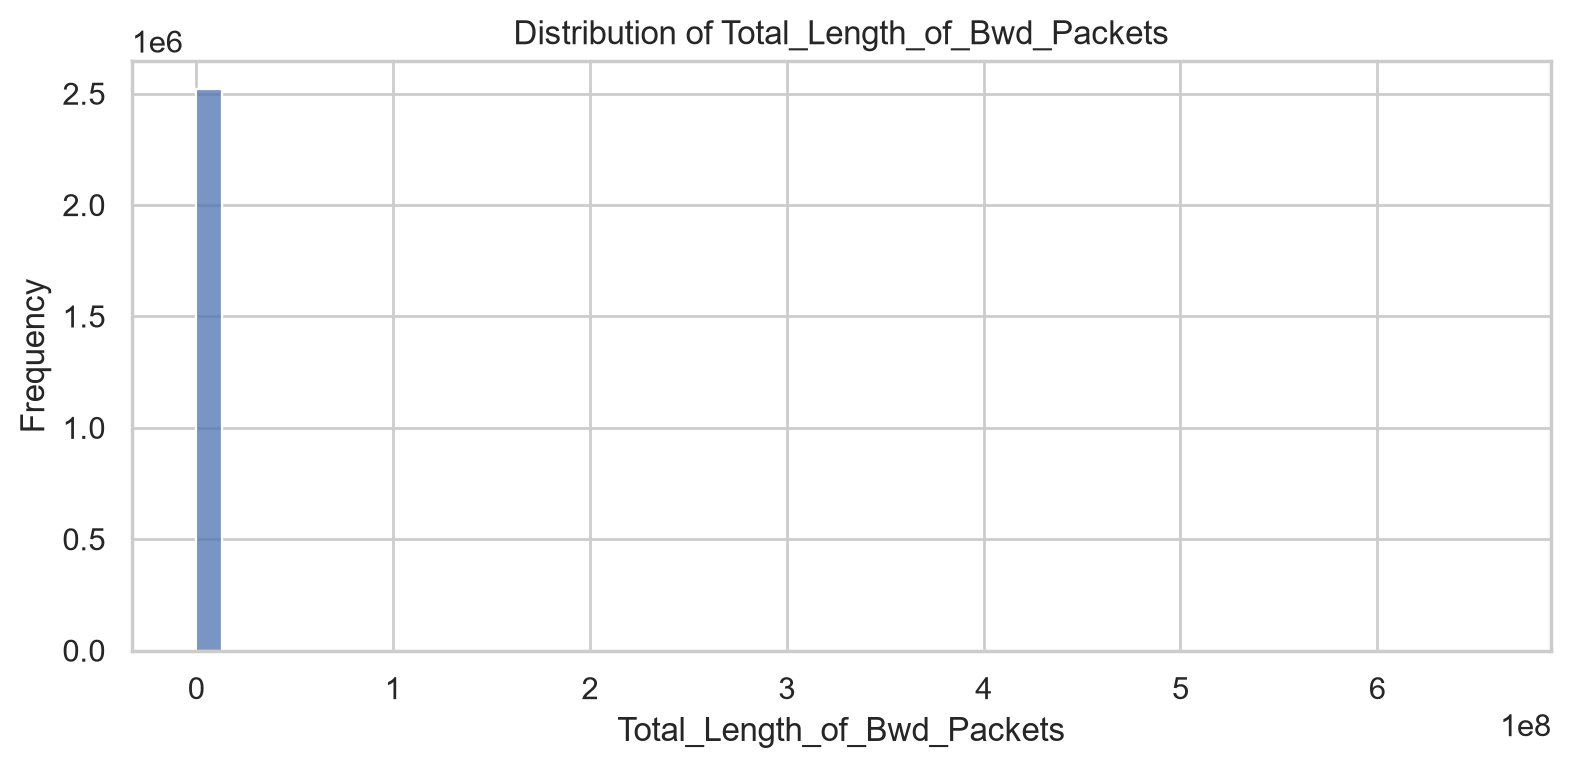 Distribution of Total_Length_of_Bwd_Packets
1e6
2.5
2.0
1.5
1.0
0.5
0.0
Frequency
0 1 2 3 4 5 6
1e8
Total_Length_of_Bwd_Packets